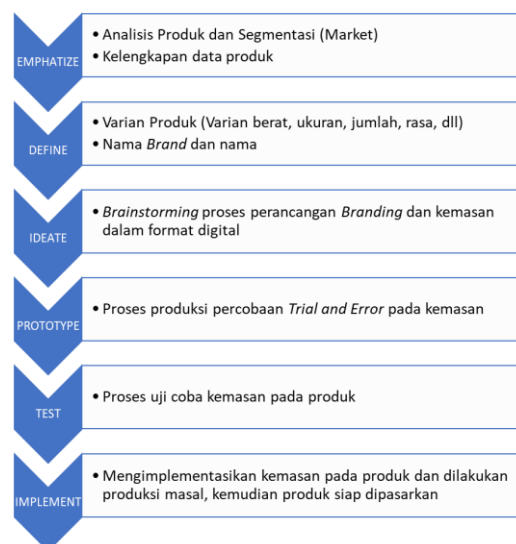 EMPHATIZE
• Analisis Produk dan Segmentasi (Market)
• Kelengkapan data produk
DEFINE
• Varian Produk (Varian berat, ukuran, jumlah, rasa, dll)
• Nama Brand dan nama
IDEATE
• Brainstorming proses perancangan Branding dan kemasan
dalam format digital
PROTOTYPE
• Proses produksi percobaan Trial and Error pada kemasan
TEST
• Proses uji coba kemasan pada produk
IMPLEMENT
• Mengimplementasikan kemasan pada produk dan dilakukan
produksi masal, kemudian produk siap dipasarkan